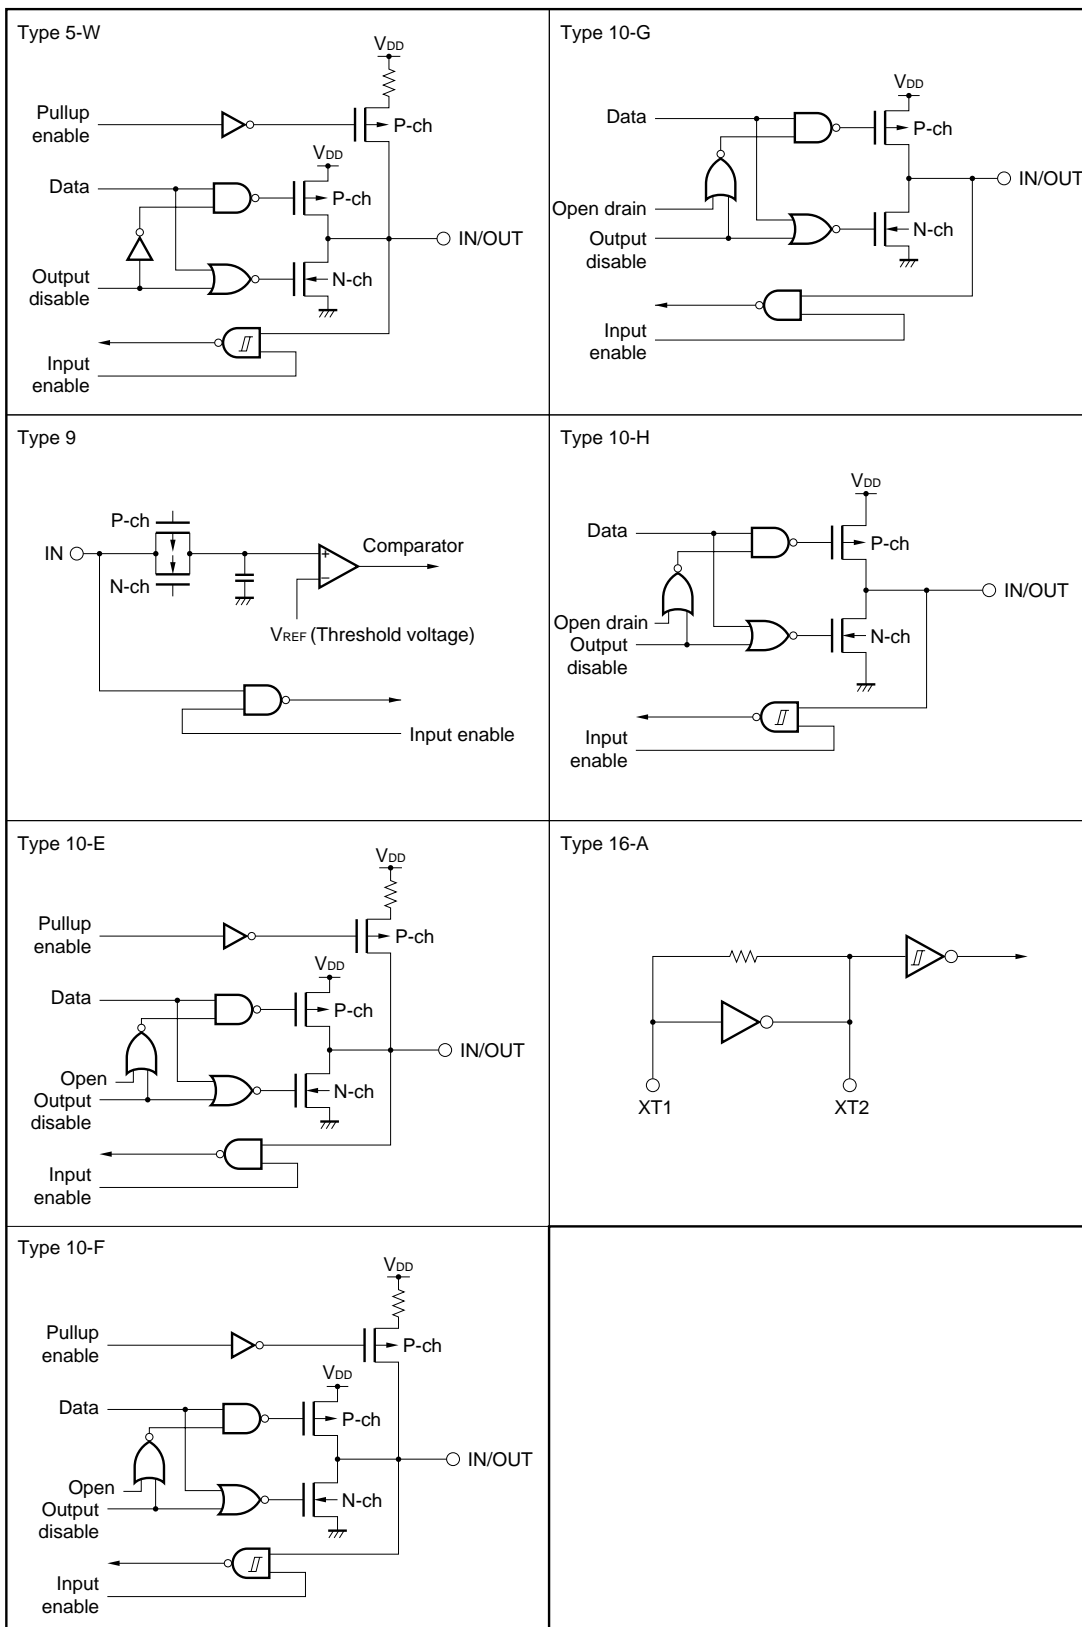 Type 5-W
VDD
Pullup
enable
P-ch
VDD
Data
P-ch
IN/OUT
Output
disable
N-ch
Input
enable
Type 10-G
VDD
Data
P-ch
IN/OUT
Open drain
Output
disable
N-ch
Input
enable
Type 9
P-ch
IN
N-ch
+
−
Comparator
VREF (Threshold voltage)
Input enable
Type 10-H
VDD
Data
P-ch
IN/OUT
Open drain
Output
disable
N-ch
Input
enable
Type 10-E
VDD
Pullup
enable
P-ch
VDD
Data
P-ch
IN/OUT
Open
Output
disable
N-ch
Input
enable
Type 16-A
XT1
XT2
Type 10-F
VDD
Pullup
enable
P-ch
VDD
Data
P-ch
IN/OUT
Open
Output
disable
N-ch
Input
enable